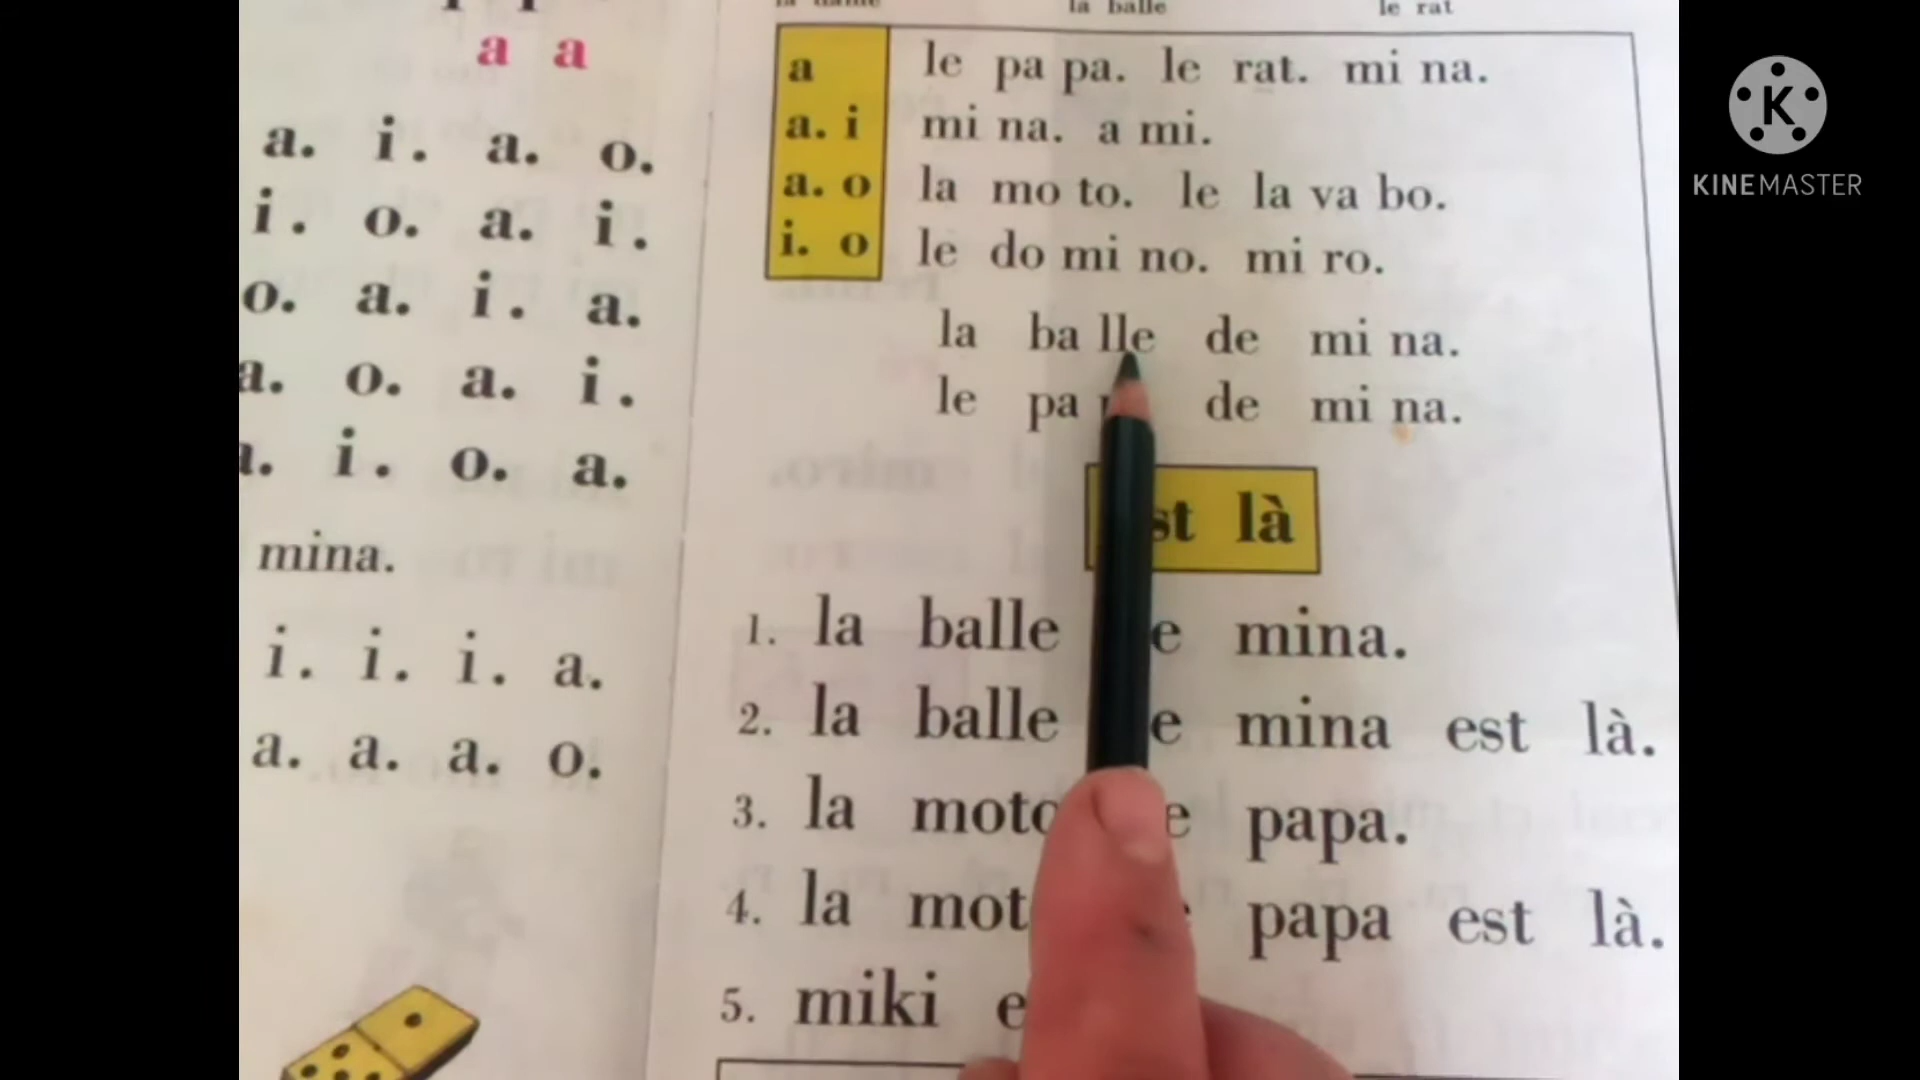 a a
a. i. a. o.
i. o. a. i.
o. a. i. a.
a. o. a. i.
i. o. a.
mina.
i. i. i. a.
a. a. a. o.
la balle le rat
a le pa pa. le rat. mi na.
a. i mi na. a mi.
a. o la mo to. le la va bo.
i. o le do mi no. mi ro.
la ba lle de mi na.
le pa de mi na.
là
1. la balle mina.
2. la balle mina est là.
3. la moto papa.
4. la papa est là.
5. miki
K
KINEMASTER